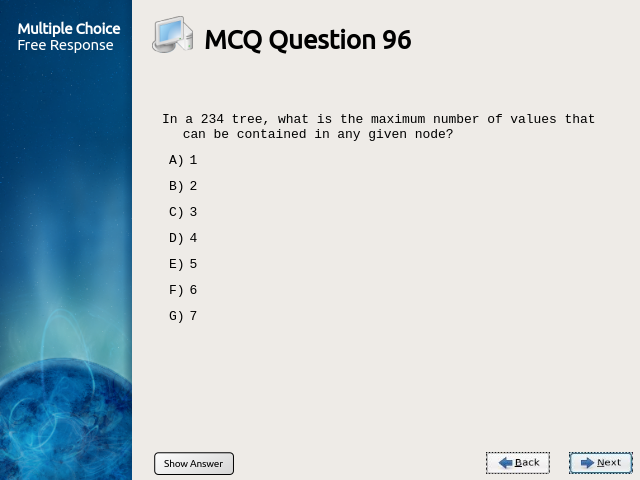 Multiple Choice
Free Response
MCQ Question 96
In a 234 tree, what is the maximum number of values that
can be contained in any given node?
A) 1
B) 2
C) 3
D) 4
E) 5
F) 6
G) 7
Show Answer
Back
Next